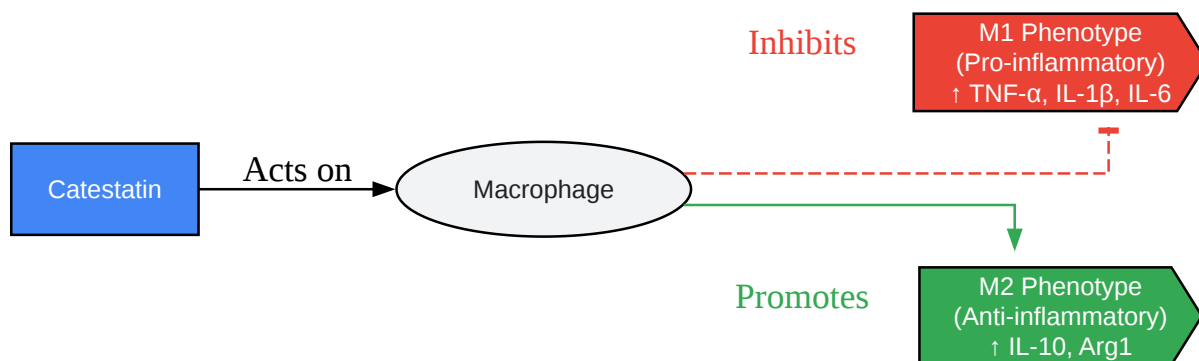 Inhibits
M1 Phenotype
(Pro-inflammatory)
↑ TNF-α, IL-1β, IL-6
Catestatin
Acts on
Macrophage
Promotes
M2 Phenotype
(Anti-inflammatory)
↑ IL-10, Arg1